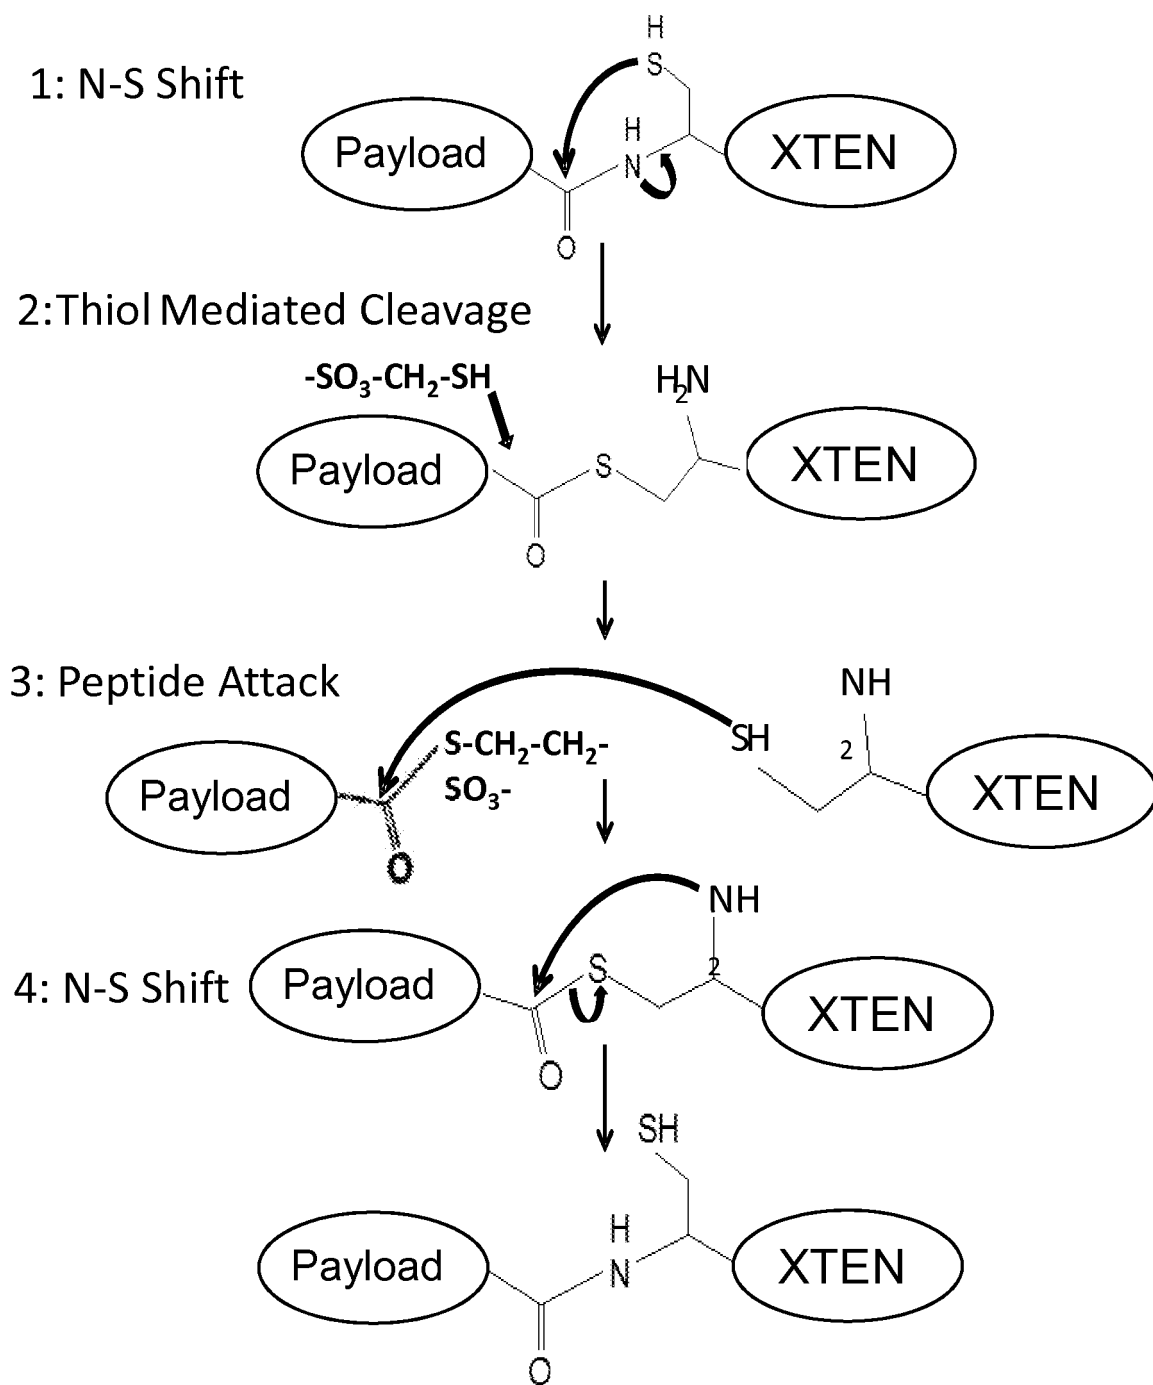 H
S
1: N-S Shift
H
N
Payload
XTEN
O
2:Thiol Mediated Cleavage
-SO₃-CH₂-SH
H₂N
Payload
S
XTEN
O
3: Peptide Attack
NH
2
SH
S-CH₂-CH₂-
SO₃-
Payload
XTEN
O
NH
2
S
4: N-S Shift
Payload
XTEN
O
SH
H
N
Payload
XTEN
O